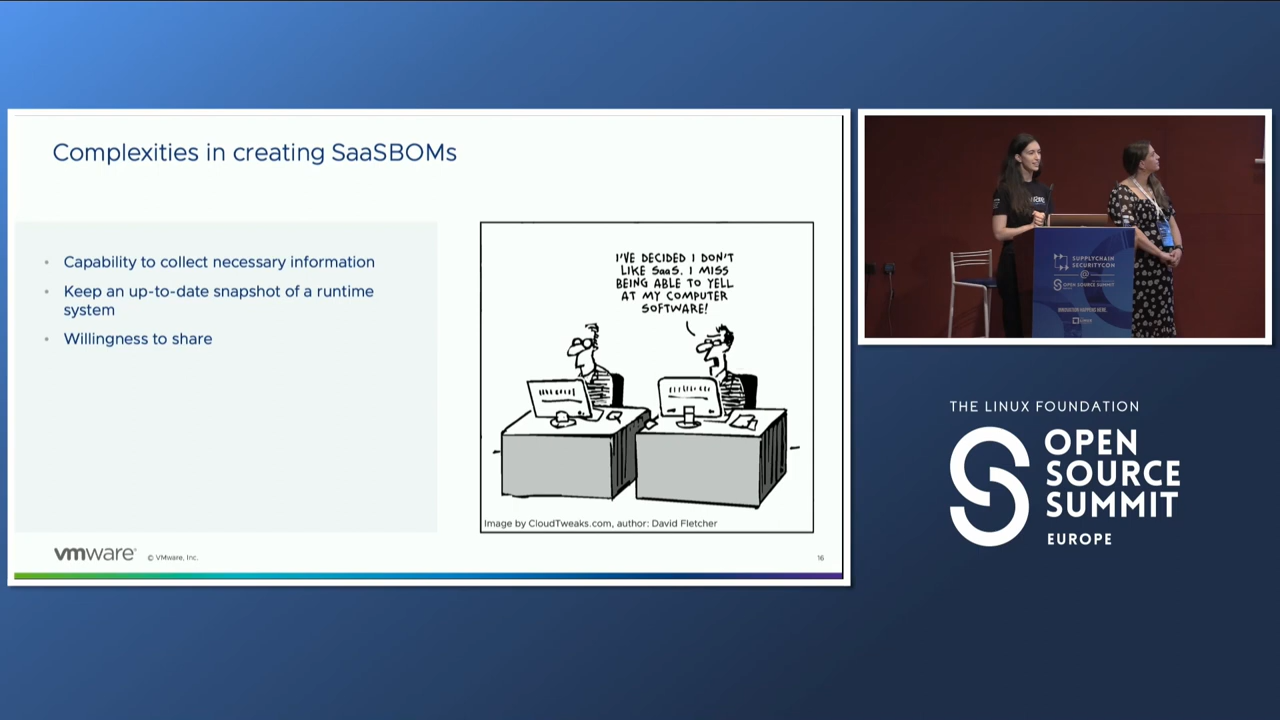 Complexities in creating SaaSBOMs
• Capability to collect necessary information
• Keep an up-to-date snapshot of a runtime
system
• Willingness to share
I'VE DECIDED I DON'T
LIKE SaaS. I MISS
BEING ABLE TO YELL
AT MY COMPUTER
SOFTWARE!
Image by CloudTweaks.com, author: David Fletcher
vmware®
© VMware, Inc.
16
SUPPLYCHAIN
SECURITYCON
@
OPEN SOURCE SUMMIT
THE LINUX FOUNDATION
OPEN
SOURCE
SUMMIT
EUROPE